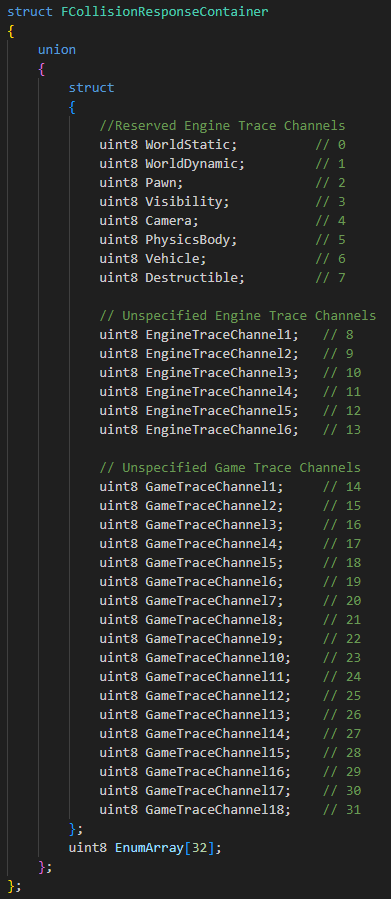 struct FCollisionResponseContainer
{
    union
    {
        struct
        {
            //Reserved Engine Trace Channels
            uint8 WorldStatic;          // 0
            uint8 WorldDynamic;         // 1
            uint8 Pawn;                 // 2
            uint8 Visibility;           // 3
            uint8 Camera;               // 4
            uint8 PhysicsBody;          // 5
            uint8 Vehicle;              // 6
            uint8 Destructible;         // 7

            // Unspecified Engine Trace Channels
            uint8 EngineTraceChannel1;   // 8
            uint8 EngineTraceChannel2;   // 9
            uint8 EngineTraceChannel3;   // 10
            uint8 EngineTraceChannel4;   // 11
            uint8 EngineTraceChannel5;   // 12
            uint8 EngineTraceChannel6;   // 13

            // Unspecified Game Trace Channels
            uint8 GameTraceChannel1;     // 14
            uint8 GameTraceChannel2;     // 15
            uint8 GameTraceChannel3;     // 16
            uint8 GameTraceChannel4;     // 17
            uint8 GameTraceChannel5;     // 18
            uint8 GameTraceChannel6;     // 19
            uint8 GameTraceChannel7;     // 20
            uint8 GameTraceChannel8;     // 21
            uint8 GameTraceChannel9;     // 22
            uint8 GameTraceChannel10;    // 23
            uint8 GameTraceChannel11;    // 24
            uint8 GameTraceChannel12;    // 25
            uint8 GameTraceChannel13;    // 26
            uint8 GameTraceChannel14;    // 27
            uint8 GameTraceChannel15;    // 28
            uint8 GameTraceChannel16;    // 29
            uint8 GameTraceChannel17;    // 30
            uint8 GameTraceChannel18;    // 31
        };
        uint8 EnumArray[32];
    };
};